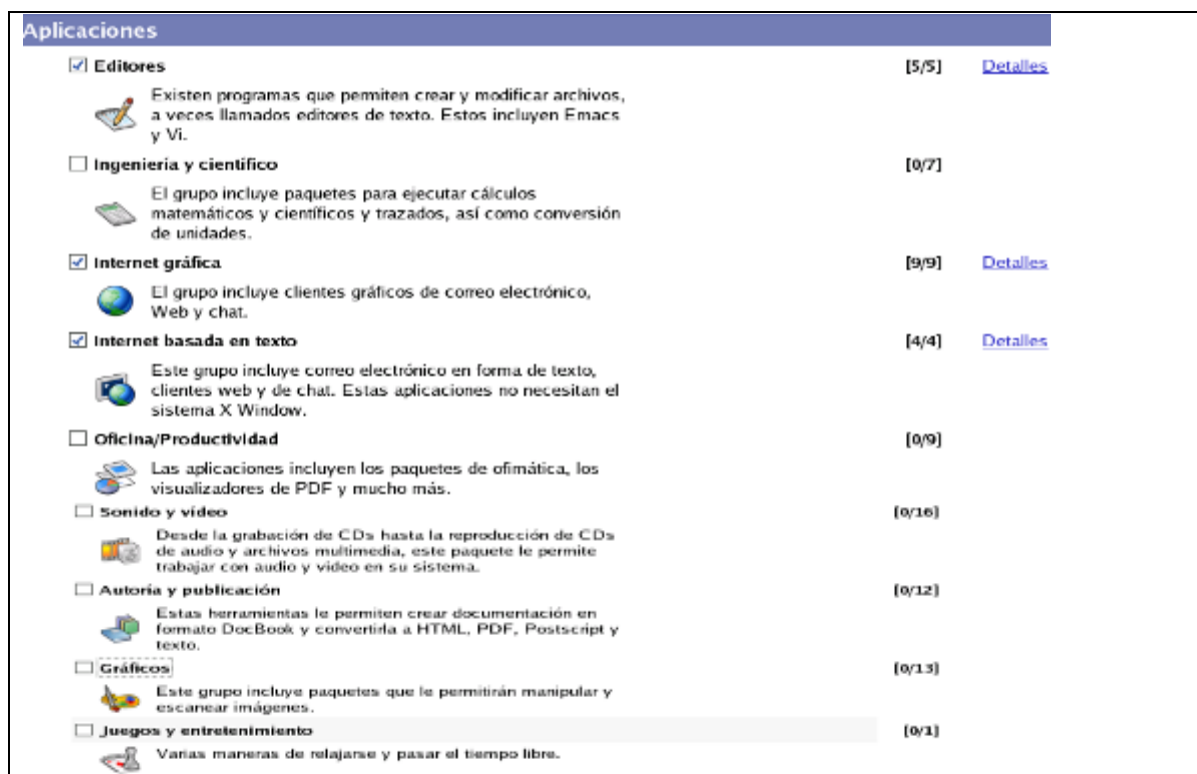 Aplicaciones
Editores [5/5] Detalles
Existen programas que permiten crear y modificar archivos,
a veces llamados editores de texto. Estos incluyen Emacs
y Vi.
Ingeniería y científico [0/7]
El grupo incluye paquetes para ejecutar cálculos
matemáticos y científicos y trazados, así como conversión
de unidades.
Internet gráfica [9/9] Detalles
El grupo incluye clientes gráficos de correo electrónico,
Web y chat.
Internet basada en texto [4/4] Detalles
Este grupo incluye correo electrónico en forma de texto,
clientes web y de chat. Estas aplicaciones no necesitan el
sistema X Window.
Oficina/Productividad [0/9]
Las aplicaciones incluyen los paquetes de ofimática, los
visualizadores de PDF y mucho más.
Sonido y vídeo [0/16]
Desde la grabación de CDs hasta la reproducción de CDs
de audio y archivos multimedia, este paquete le permite
trabajar con audio y video en su sistema.
Autoría y publicación [0/12]
Estas herramientas le permiten crear documentación en
formato DocBook y convertirla a HTML, PDF, Postscript y
texto.
Gráficos [0/13]
Este grupo incluye paquetes que le permitirán manipular y
escanear imágenes.
Juegos y entretenimiento [0/1]
Varias maneras de relajarse y pasar el tiempo libre.